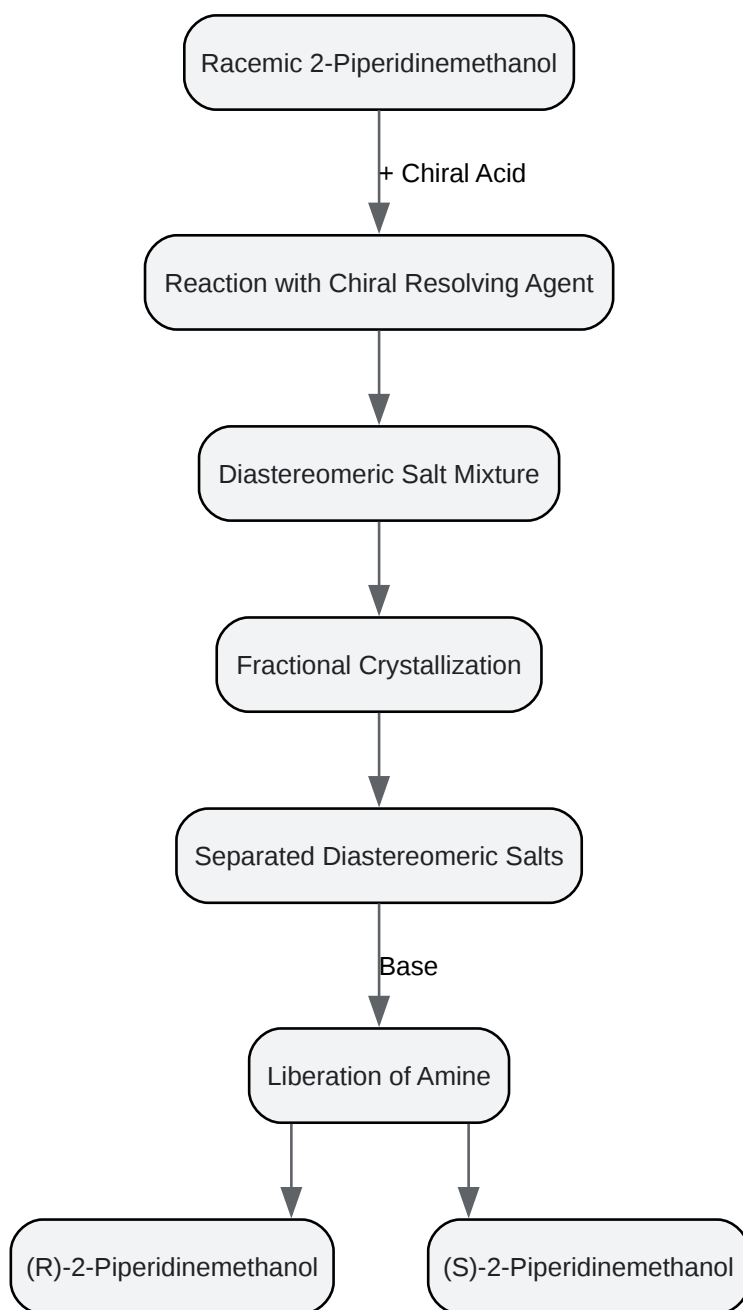 Racemic 2-Piperidinemethanol
+ Chiral Acid
Reaction with Chiral Resolving Agent
Diastereomeric Salt Mixture
Fractional Crystallization
Separated Diastereomeric Salts
Base
Liberation of Amine
(R)-2-Piperidinemethanol
(S)-2-Piperidinemethanol